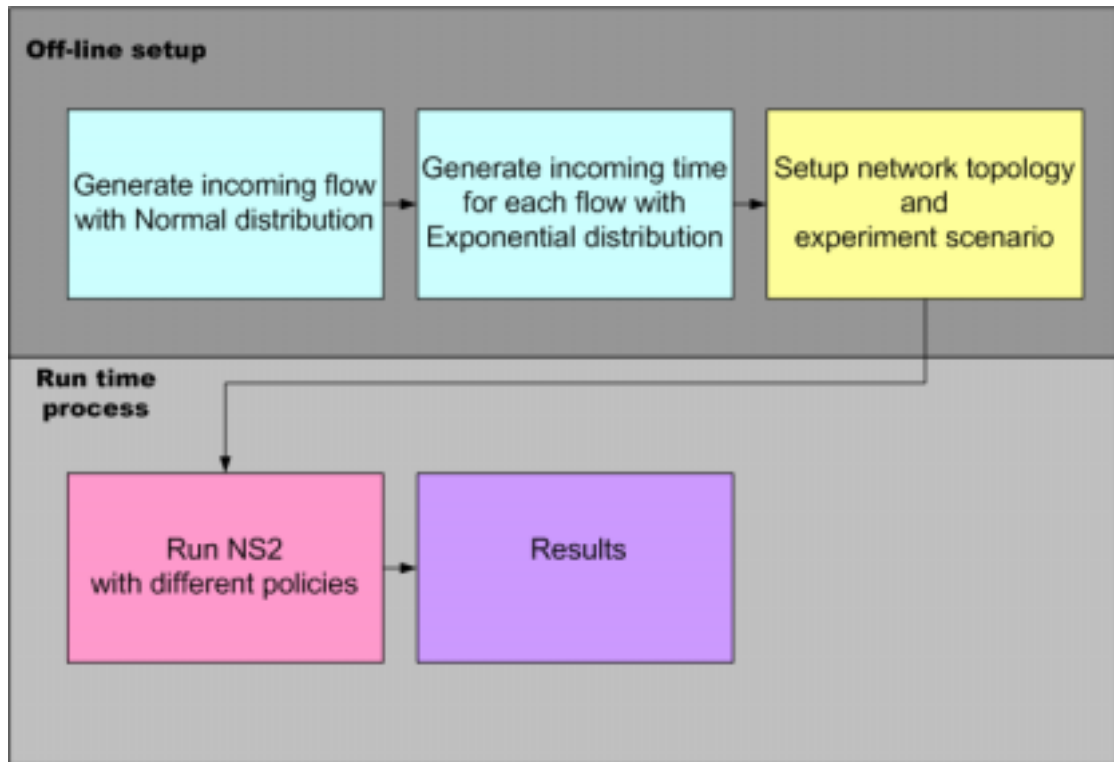 Off-line setup
Generate incoming flow
with Normal distribution
Generate incoming time
for each flow with
Exponential distribution
Setup network topology
and
experiment scenario
Run time
process
Run NS2
with different policies
Results